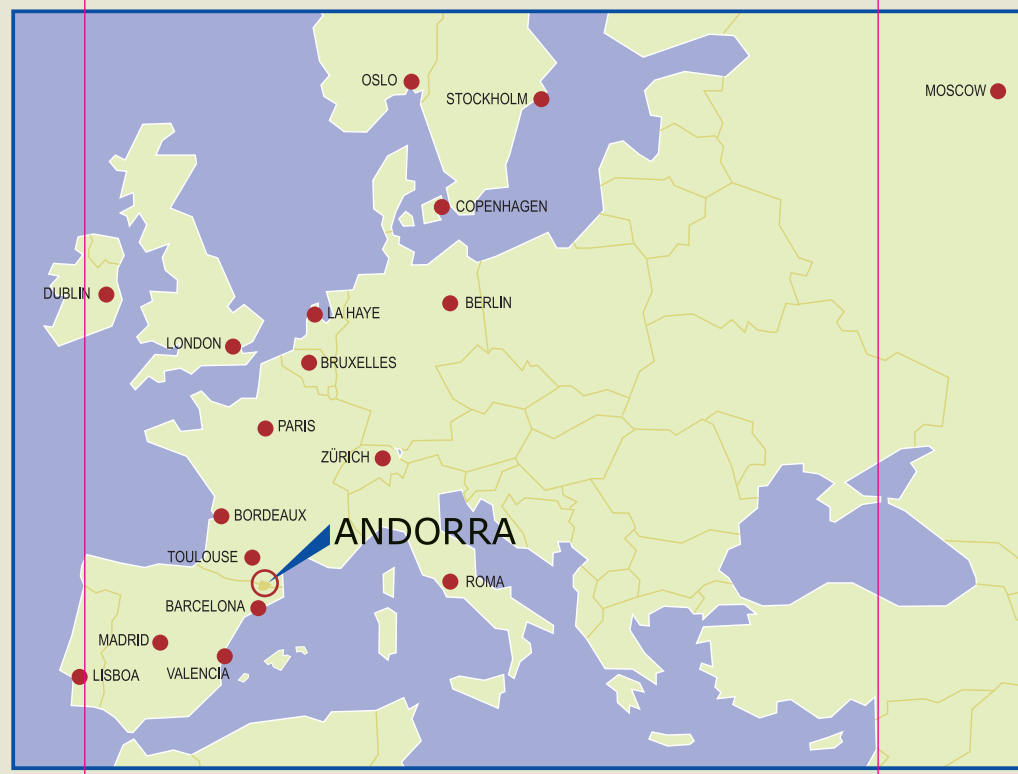 OSLO
MOSCOW
STOCKHOLM
COPENHAGEN
DUBLIN
BERLIN
LA HAYE
LONDON
BRUXELLES
PARIS
ZÜRICH
BORDEAUX
ANDORRA
TOULOUSE
ROMA
BARCELONA
MADRID
LISBOA
VALENCIA